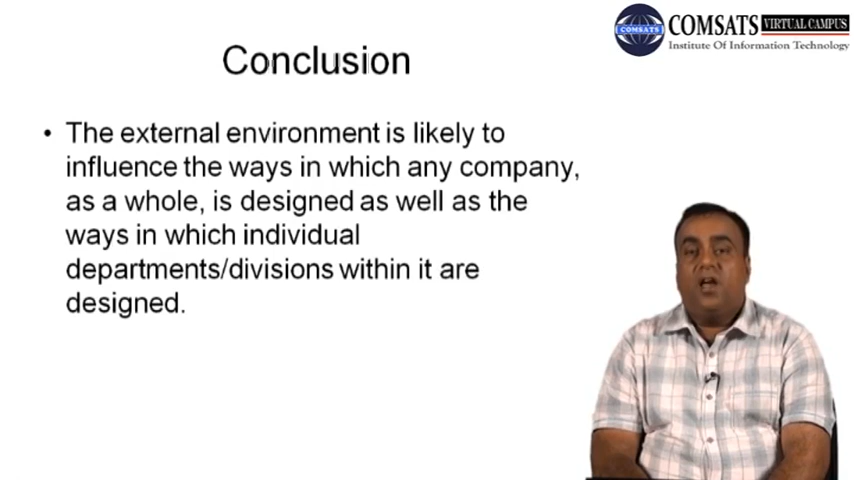 COMSATS VIRTUAL CAMPUS
COMSATS
Institute Of Information Technology
Conclusion
• The external environment is likely to
influence the ways in which any company,
as a whole, is designed as well as the
ways in which individual
departments/divisions within it are
designed.